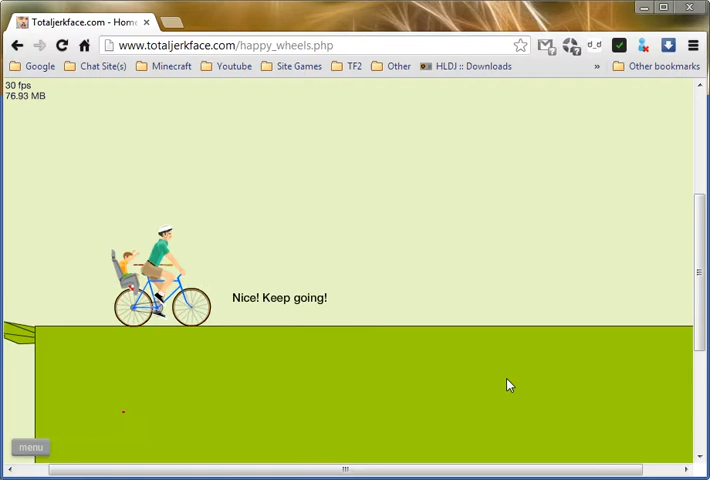 Totaljerkface.com - Home
www.totaljerkface.com/happy_wheels.php
Google Chat Site(s) Minecraft Youtube Site Games TF2 Other HLDJ :: Downloads » Other bookmarks
30 fps
76.93 MB
Nice! Keep going!
menu